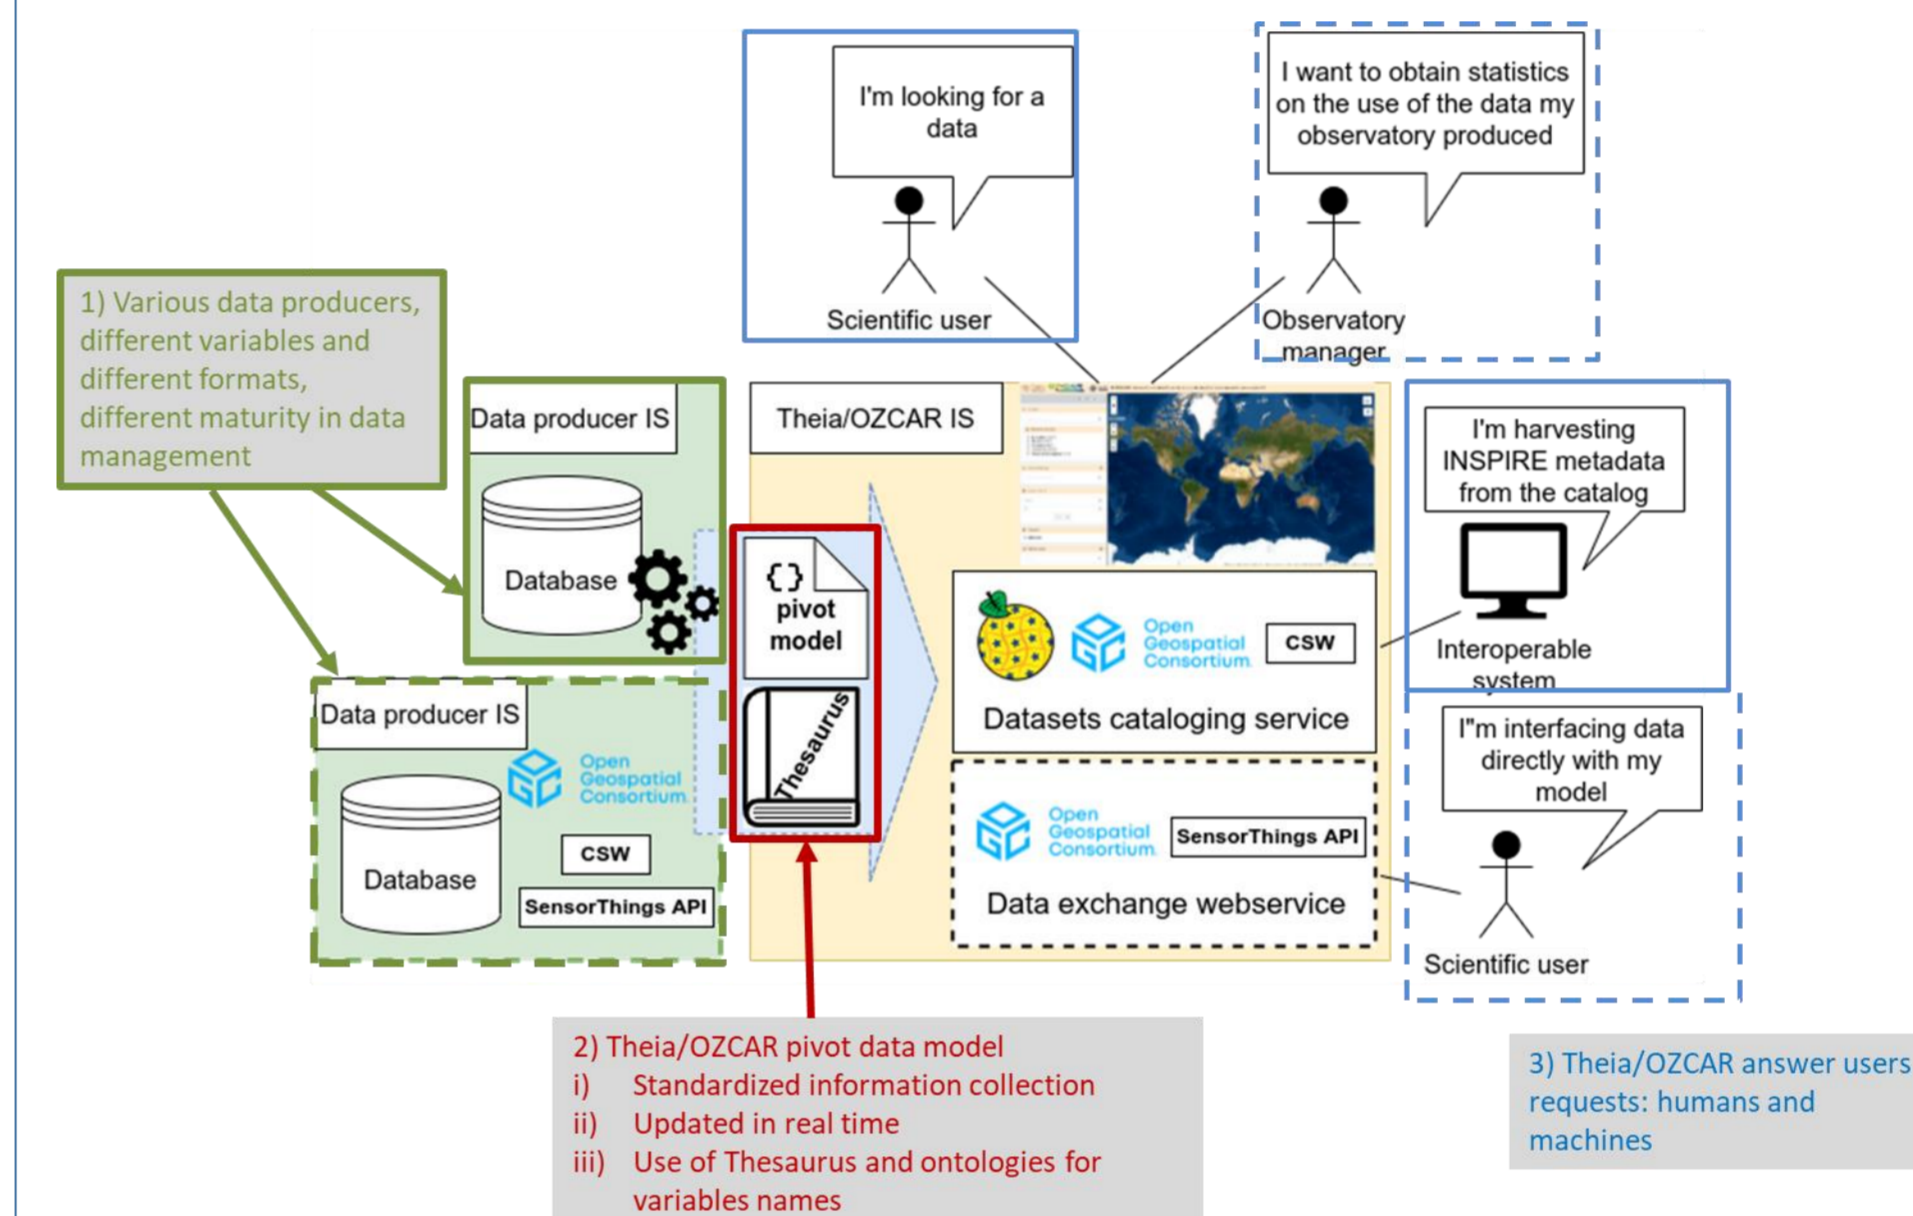 I'm looking for a
data
Scientific user
I want to obtain statistics
on the use of the data my
observatory produced
Observatory
manager
1) Various data producers,
different variables and
different formats,
different maturity in data
management
Data producer IS
Database
Data producer IS
Open
Geospatial
Consortium
Database
CSW
SensorThings API
{}
pivot
model
Thesaurus
Theia/OZCAR IS
Open
Geospatial
Consortium
CSW
Datasets cataloging service
Open
Geospatial
Consortium
SensorThings API
Data exchange webservice
I'm harvesting
INSPIRE metadata
from the catalog
Interoperable
system
I"m interfacing data
directly with my
model
Scientific user
2) Theia/OZCAR pivot data model
i) Standardized information collection
ii) Updated in real time
iii) Use of Thesaurus and ontologies for
variables names
3) Theia/OZCAR answer users
requests: humans and
machines